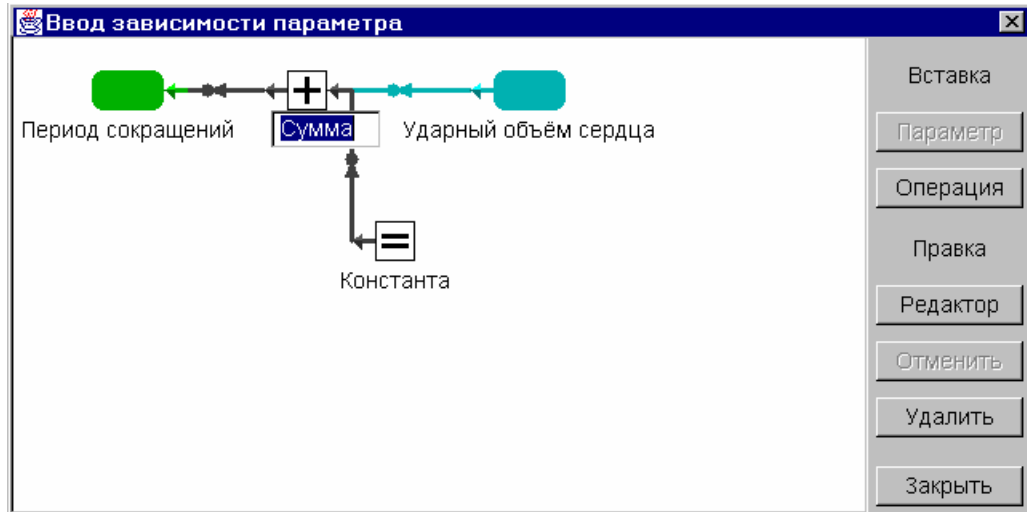 Ввод зависимости параметра
Вставка
Период сокращений
Сумма
Ударный объём сердца
Параметр
Операция
Константа
Правка
Редактор
Отменить
Удалить
Закрыть